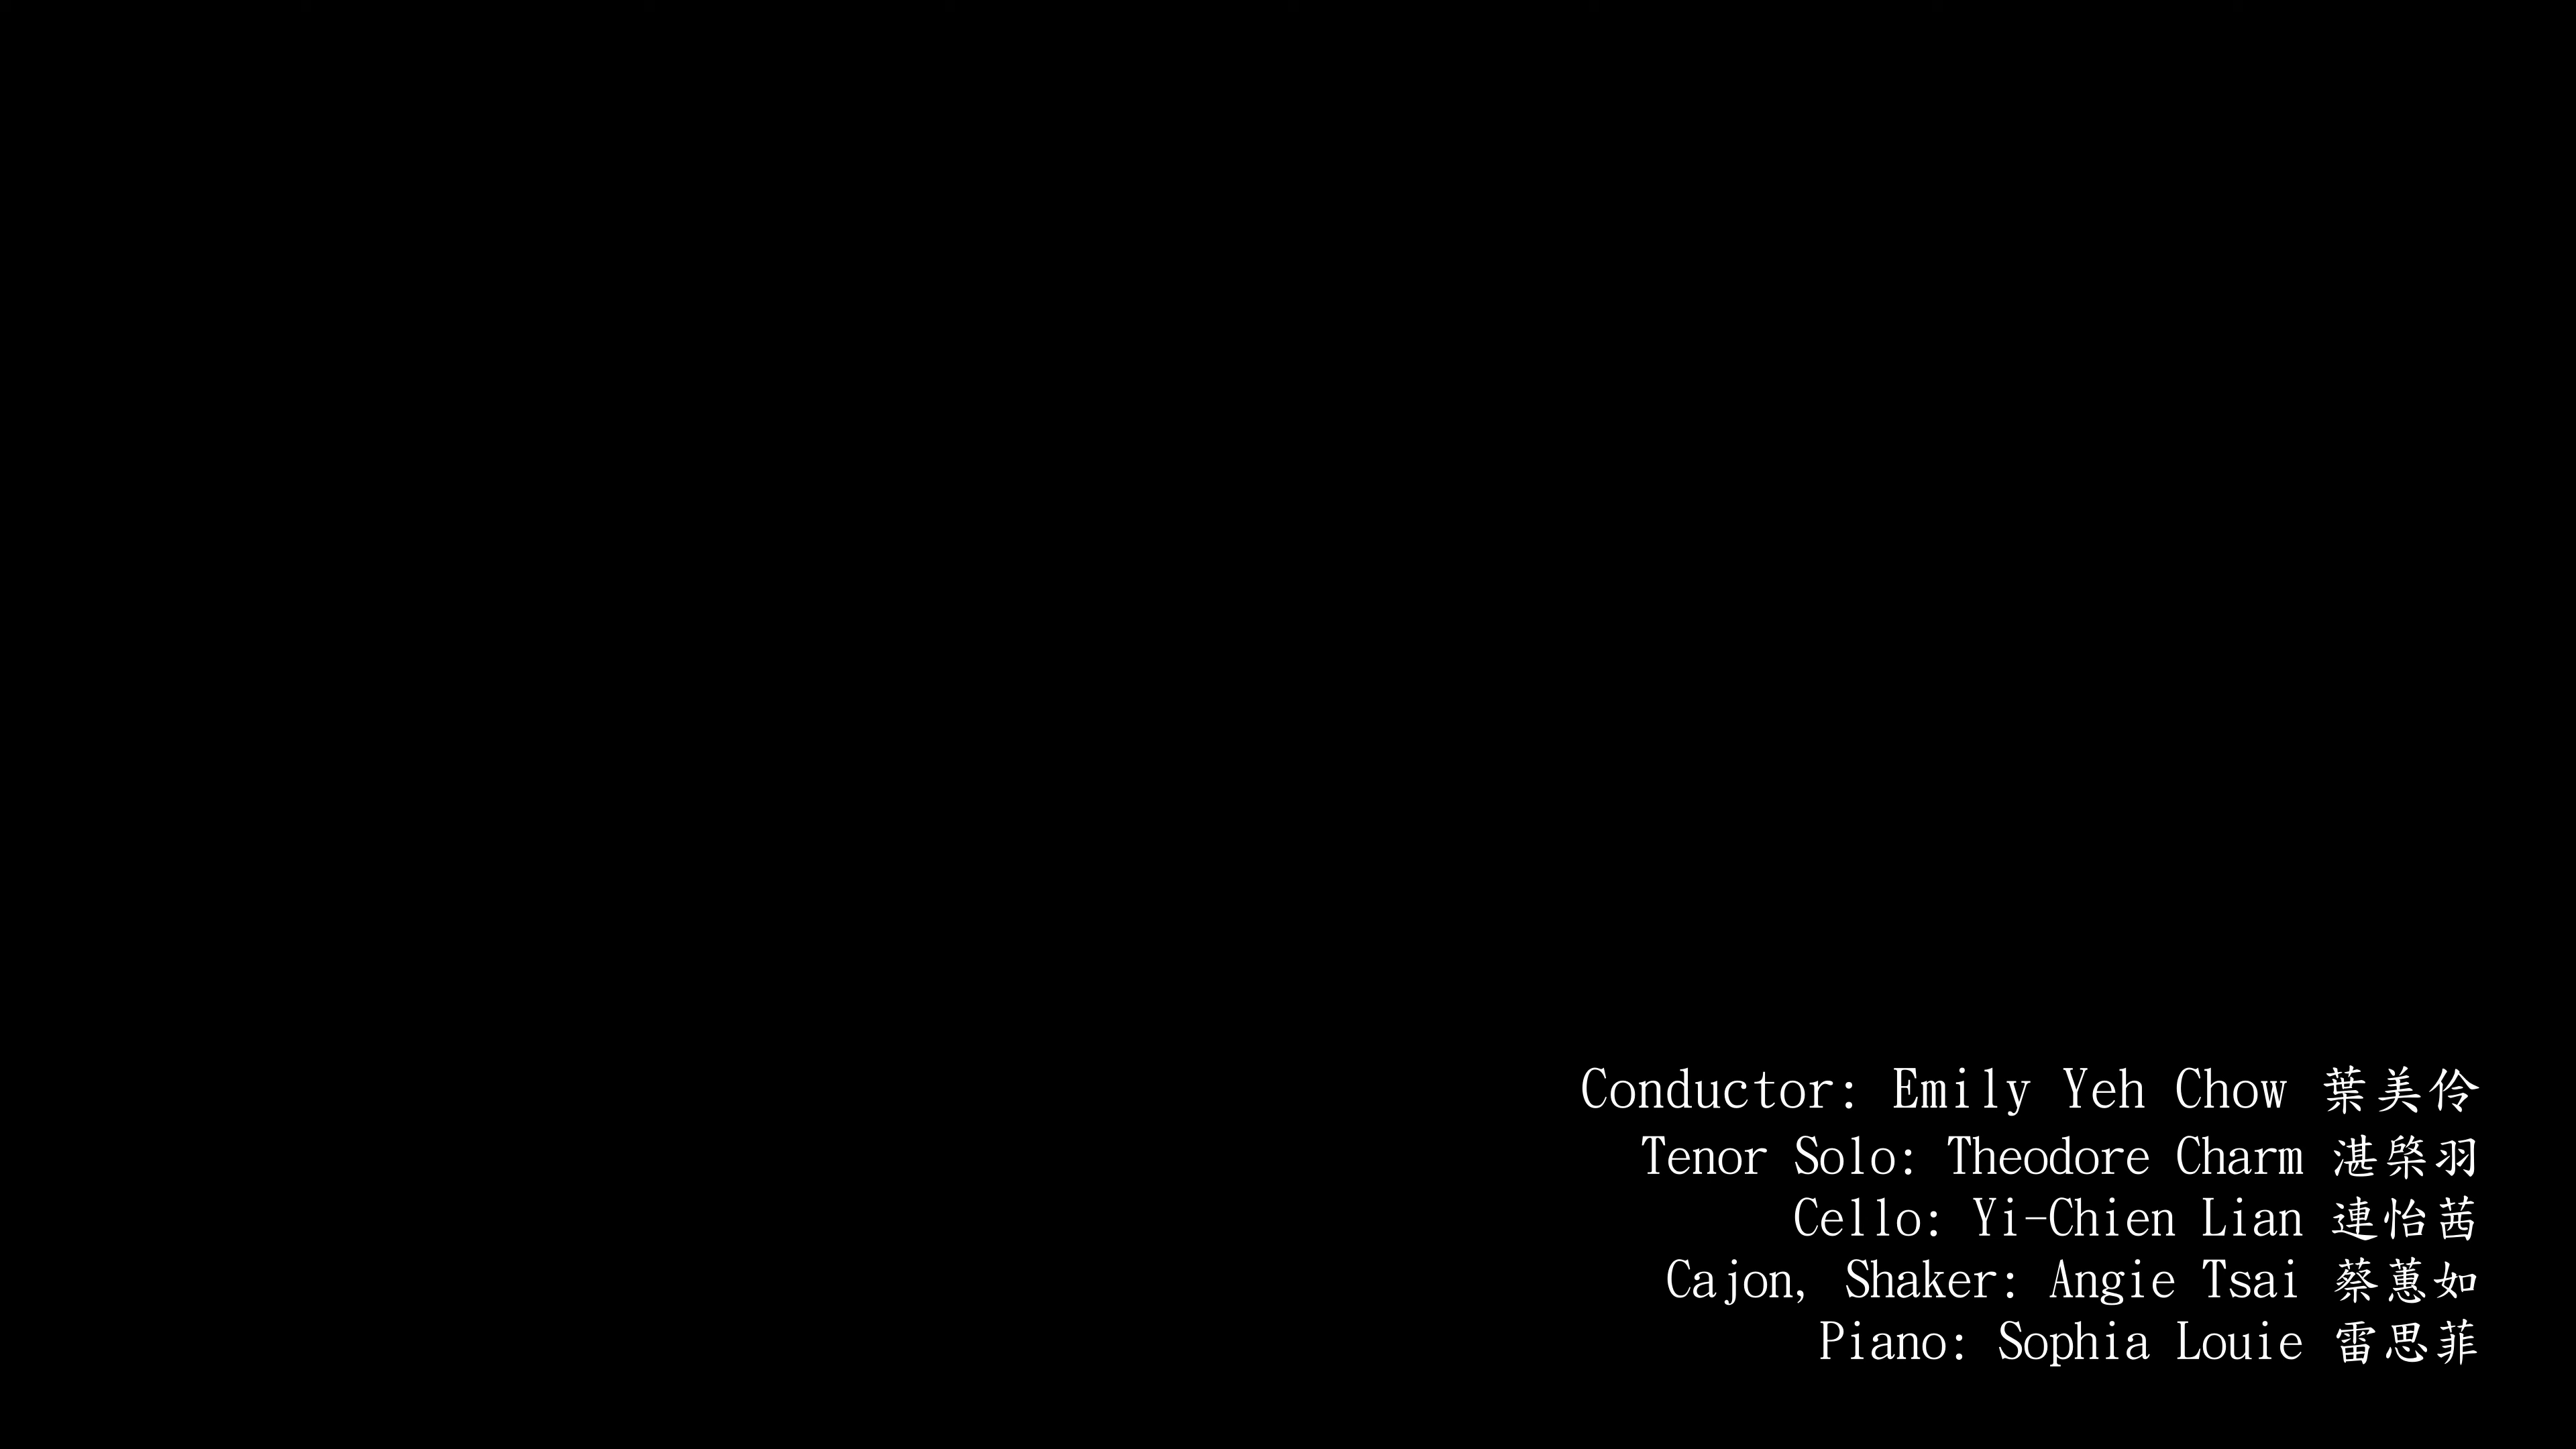 Conductor: Emily Yeh Chow 葉美伶
Tenor Solo: Theodore Charm 湛棨羽
Cello: Yi-Chien Lian 連怡茜
Cajon, Shaker: Angie Tsai 蔡蕙如
Piano: Sophia Louie 雷思菲